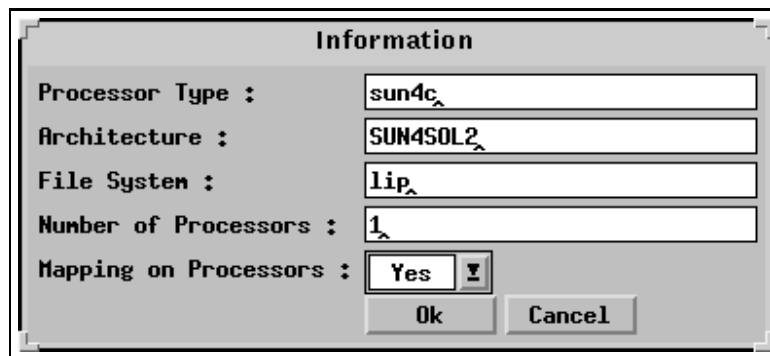 Information
Processor Type : sun4c
Architecture : SUN4SOL2
File System : lip
Number of Processors : 1
Mapping on Processors : Yes
Ok Cancel